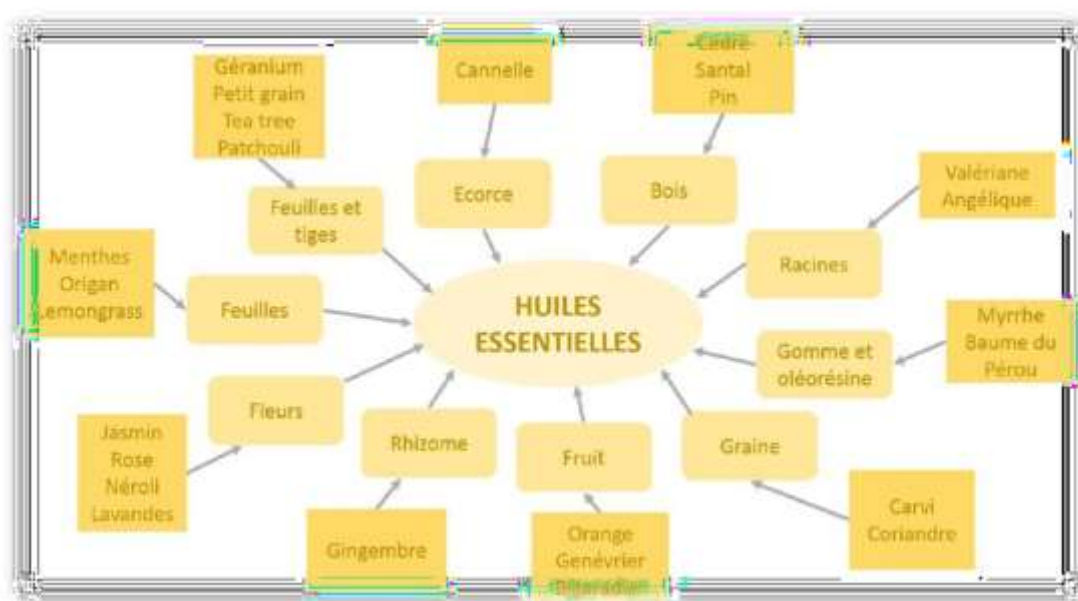 Géranium
Petit grain
Tea tree
Patchouli
Cannelle
Cèdre
Santal
Pin
Feuilles et
tiges
Ecorce
Bois
Valériane
Angélique
Menthes
Origan
Lemongrass
Feuilles
HUILES
ESSENTIELLES
Racines
Gomme et
oléorésine
Myrrhe
Baume du
Pérou
Fleurs
Rhizome
Fruit
Graine
Jasmin
Rose
Néroli
Lavandes
Gingembre
Orange
Genévrier
Carvi
Coriandre